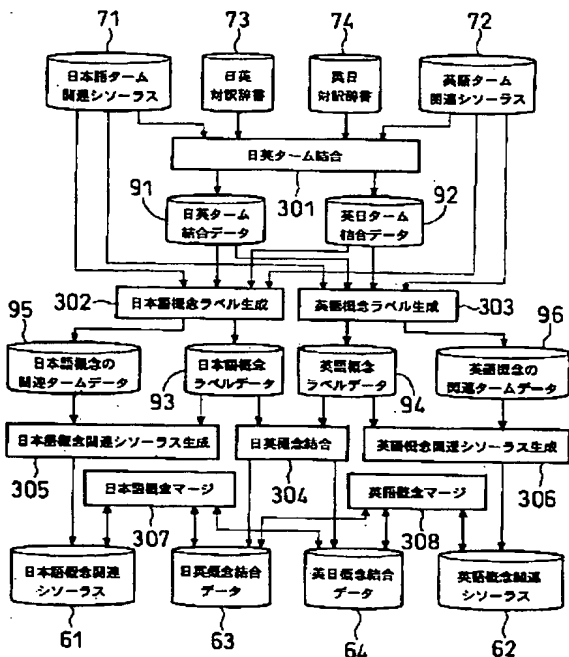 71
73
74
72
日本語ターム
関連シソーラス
日英
対訳辞書
英日
対訳辞書
英語ターム
関連シソーラス
日英ターム結合
301
91
92
日英ターム
結合データ
英日ターム
結合データ
302
日本語概念ラベル生成
英語概念ラベル生成
303
95
96
日本語概念の
関連タームデータ
日本語概念
ラベルデータ
英語概念
ラベルデータ
英語概念の
関連タームデータ
93
94
日本語概念関連シソーラス生成
日英概念結合
英語概念関連シソーラス生成
305
304
306
日本語概念マージ
英語概念マージ
307
308
日本語概念関連
シソーラス
日英概念結合
データ
英日概念結合
データ
英語概念関連
シソーラス
61
63
64
62